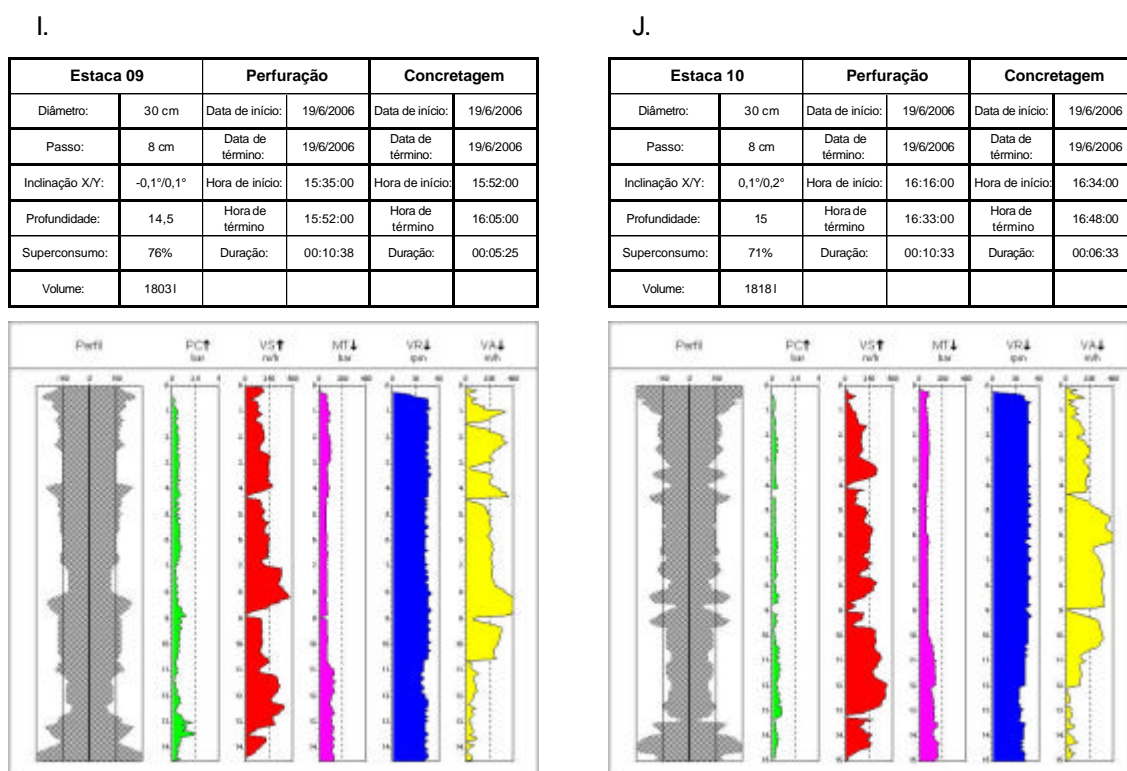 I.
Estaca 09 Perfuração Concretagem
Diâmetro: 30 cm Data de início: 19/6/2006 Data de início: 19/6/2006
Passo: 8 cm Data de término: 19/6/2006 Data de término: 19/6/2006
Inclinação X/Y: -0,1°/0,1° Hora de início: 15:35:00 Hora de início: 15:52:00
Profundidade: 14,5 Hora de término 15:52:00 Hora de término 16:05:00
Superconsumo: 76% Duração: 00:10:38 Duração: 00:05:25
Volume: 1803 l
Perfil PC↑ VS↑ MT↓ VR↓ VA↓
bar m/h bar rpm m/h
J.
Estaca 10 Perfuração Concretagem
Diâmetro: 30 cm Data de início: 19/6/2006 Data de início: 19/6/2006
Passo: 8 cm Data de término: 19/6/2006 Data de término: 19/6/2006
Inclinação X/Y: 0,1°/0,2° Hora de início: 16:16:00 Hora de início: 16:34:00
Profundidade: 15 Hora de término 16:33:00 Hora de término 16:48:00
Superconsumo: 71% Duração: 00:10:33 Duração: 00:06:33
Volume: 1818 l
Perfil PC↑ VS↑ MT↓ VR↓ VA↓
bar m/h bar rpm m/h